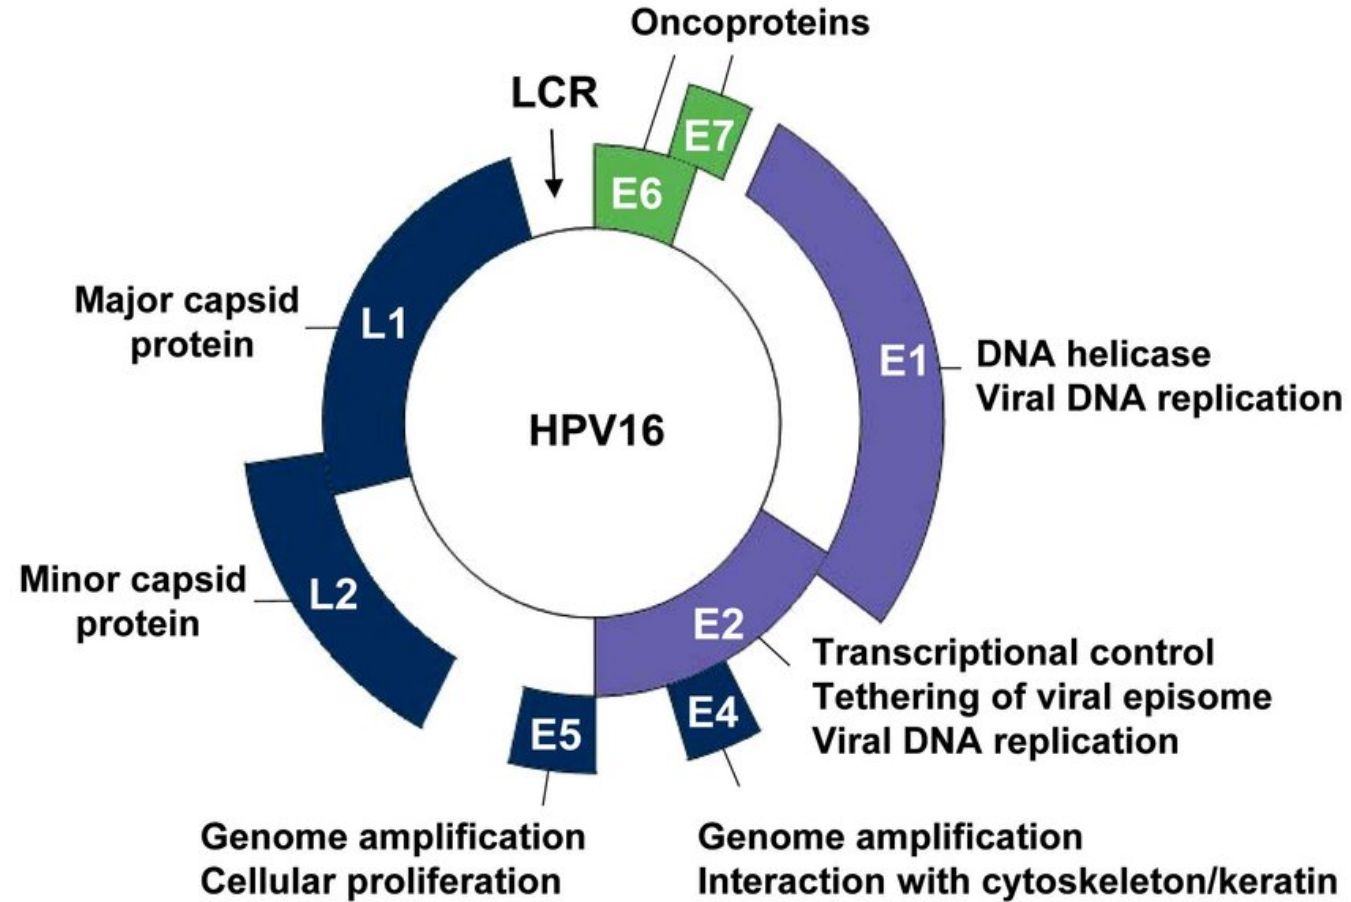 Oncoproteins
LCR
E7
E6
L1
Major capsid
protein
E1
DNA helicase
Viral DNA replication
HPV16
L2
Minor capsid
protein
E2
Transcriptional control
Tethering of viral episome
Viral DNA replication
E4
E5
Genome amplification
Cellular proliferation
Genome amplification
Interaction with cytoskeleton/keratin